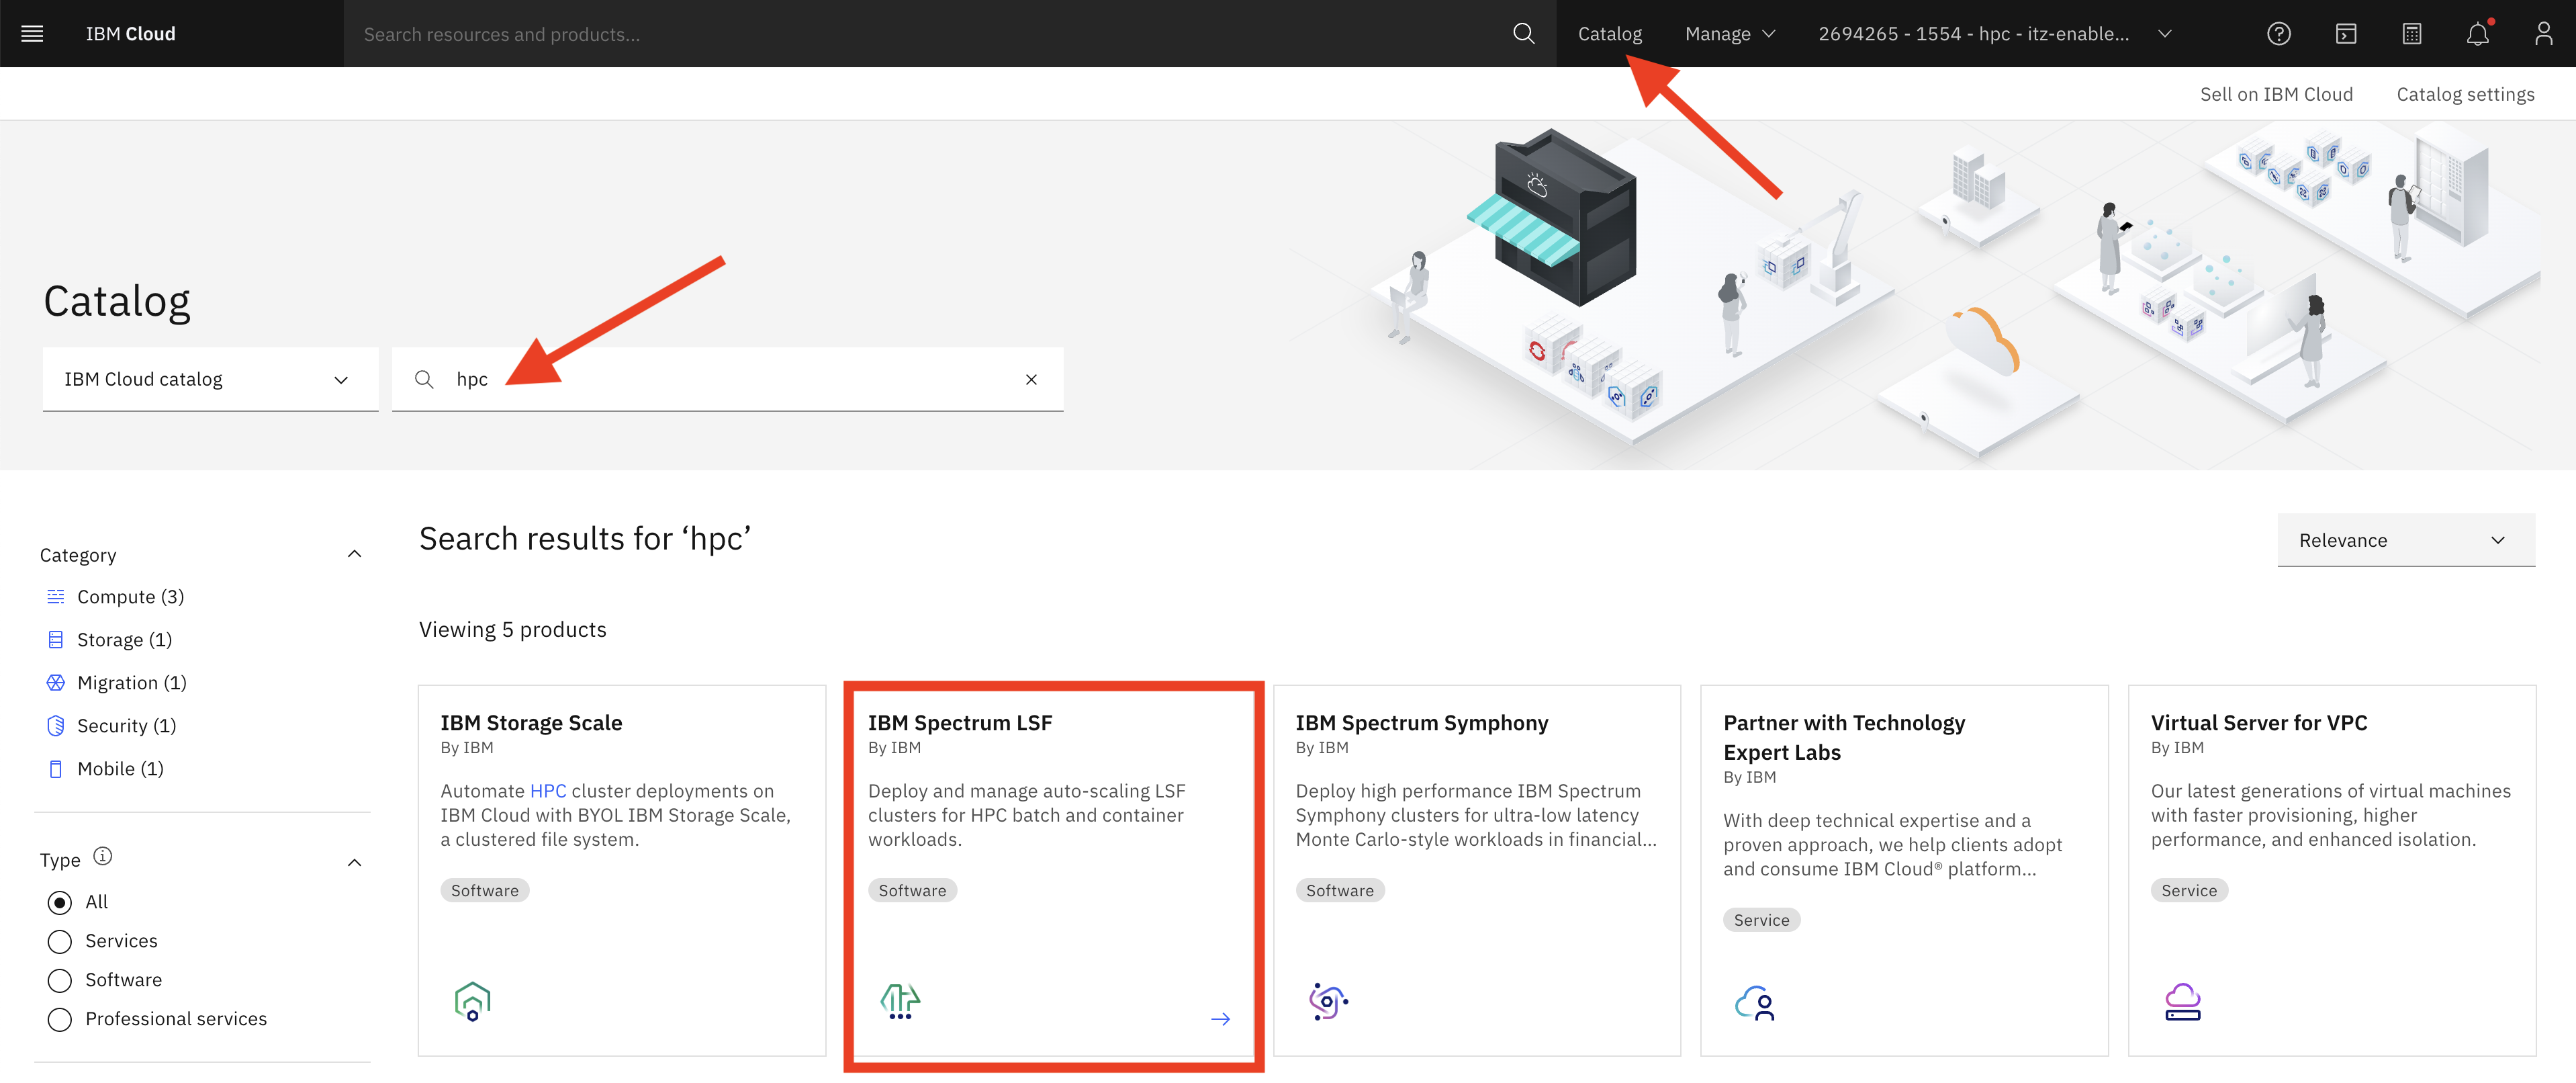 IBM Cloud
Search resources and products...
Catalog
Manage
2694265 - 1554 - hpc - itz-enable...
Sell on IBM Cloud
Catalog settings
Catalog
IBM Cloud catalog
hpc
Search results for ‘hpc’
Relevance
Viewing 5 products
Category
Compute (3)
Storage (1)
Migration (1)
Security (1)
Mobile (1)
Type
All
Services
Software
Professional services
IBM Storage Scale
By IBM
Automate HPC cluster deployments on
IBM Cloud with BYOL IBM Storage Scale,
a clustered file system.
Software
IBM Spectrum LSF
By IBM
Deploy and manage auto-scaling LSF
clusters for HPC batch and container
workloads.
Software
IBM Spectrum Symphony
By IBM
Deploy high performance IBM Spectrum
Symphony clusters for ultra-low latency
Monte Carlo-style workloads in financial...
Software
Partner with Technology
Expert Labs
By IBM
With deep technical expertise and a
proven approach, we help clients adopt
and consume IBM Cloud® platform...
Service
Virtual Server for VPC
By IBM
Our latest generations of virtual machines
with faster provisioning, higher
performance, and enhanced isolation.
Service